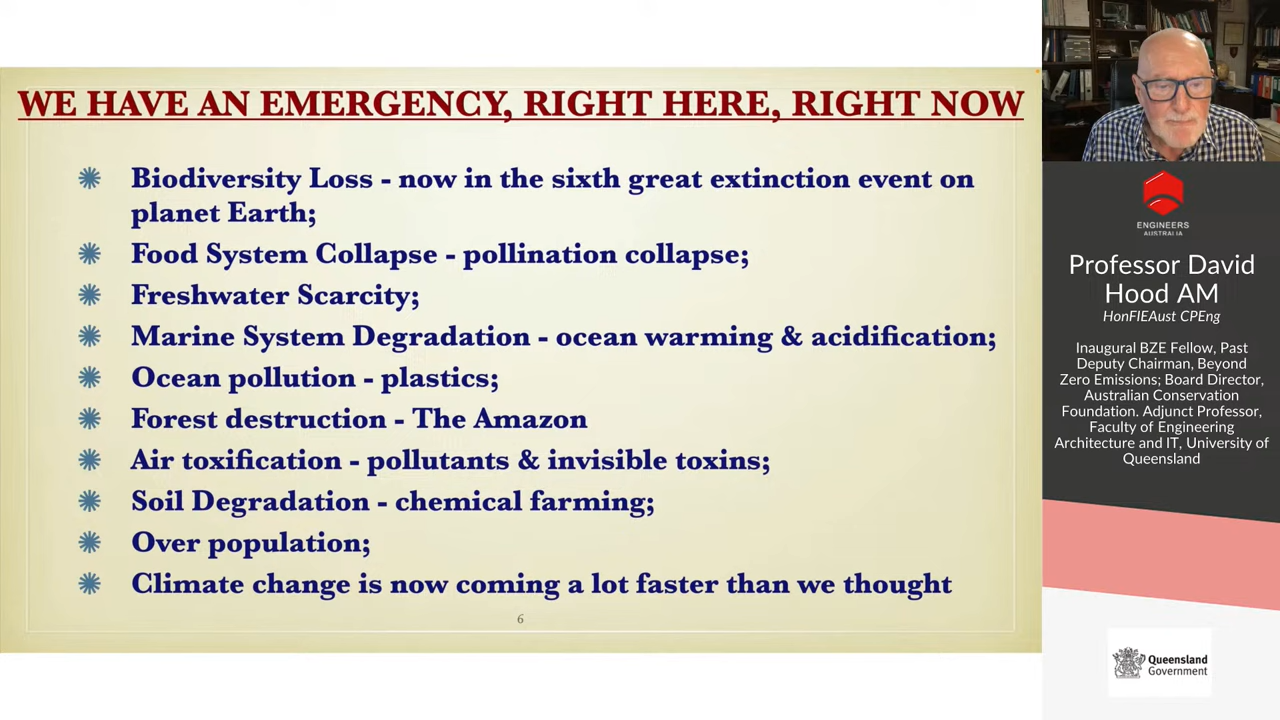 WE HAVE AN EMERGENCY, RIGHT HERE, RIGHT NOW
Biodiversity Loss - now in the sixth great extinction event on
planet Earth;
Food System Collapse - pollination collapse;
Freshwater Scarcity;
Marine System Degradation - ocean warming & acidification;
Ocean pollution - plastics;
Forest destruction - The Amazon
Air toxification - pollutants & invisible toxins;
Soil Degradation - chemical farming;
Over population;
Climate change is now coming a lot faster than we thought
6
ENGINEERS
AUSTRALIA
Professor David
Hood AM
HonFIEAust CPEng
Inaugural BZE Fellow, Past
Deputy Chairman, Beyond
Zero Emissions; Board Director,
Australian Conservation
Foundation. Adjunct Professor,
Faculty of Engineering
Architecture and IT, University of
Queensland
Queensland
Government